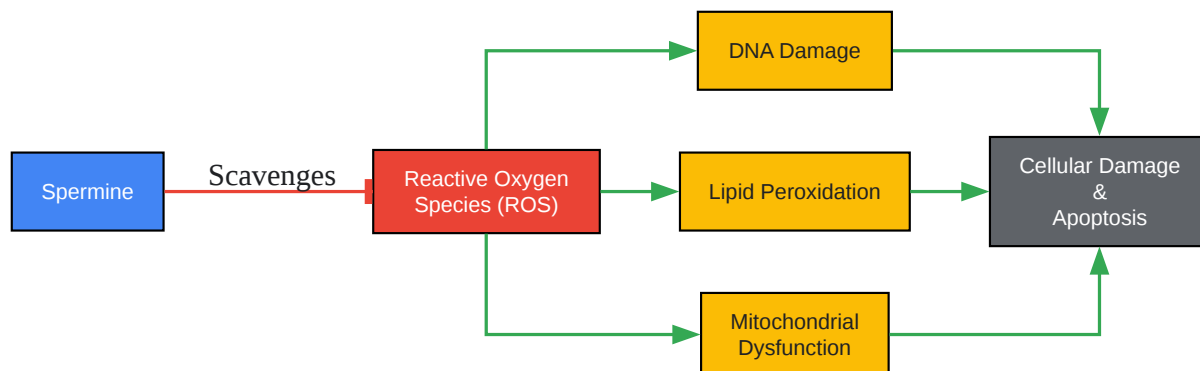 DNA Damage
Spermine
Scavenges
Reactive Oxygen
Species (ROS)
Lipid Peroxidation
Cellular Damage
&
Apoptosis
Mitochondrial
Dysfunction